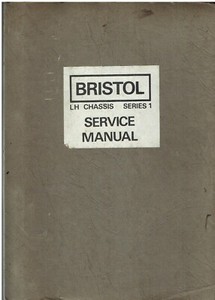 BRISTOL
LH CHASSIS SERIES 1
SERVICE
MANUAL